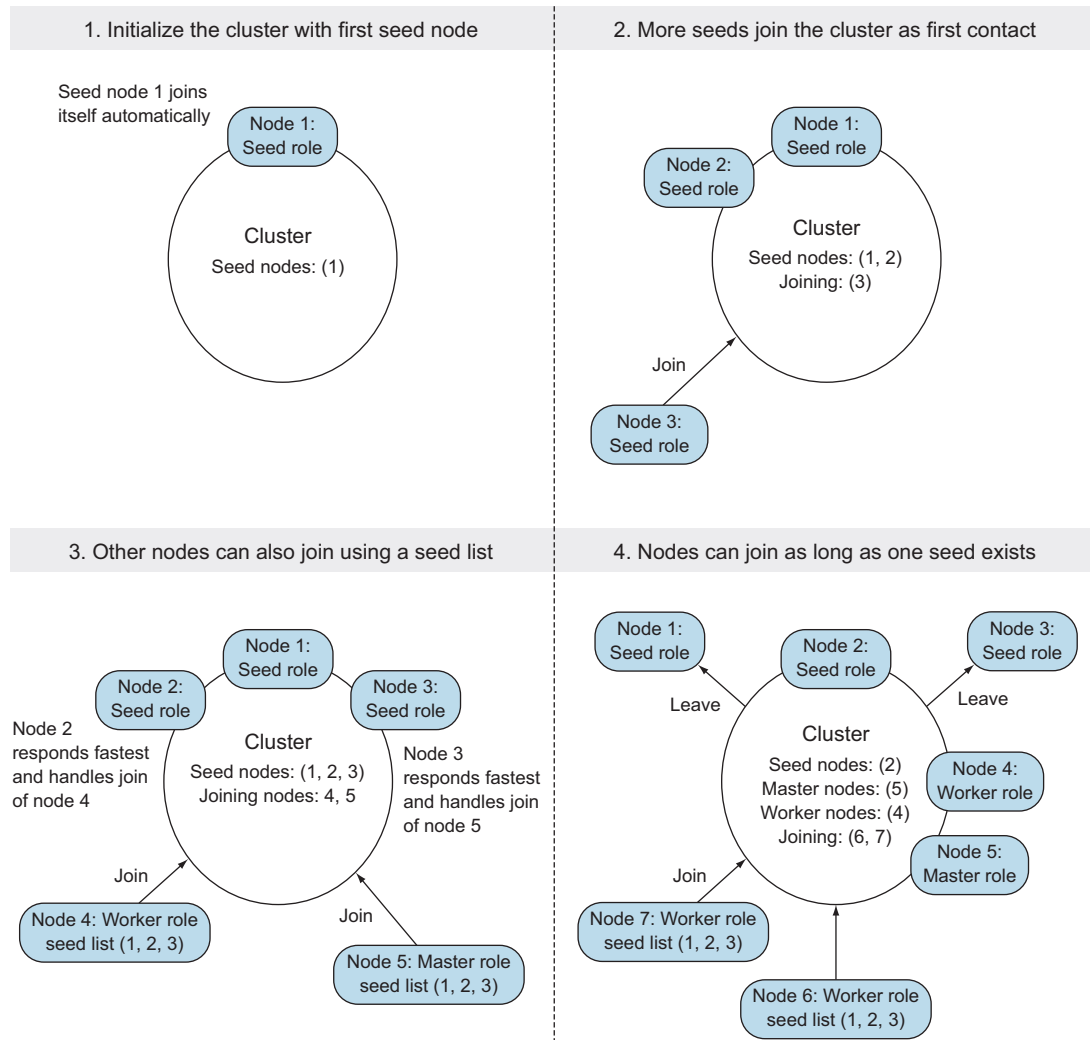 1. Initialize the cluster with first seed node
Seed node 1 joins
itself automatically
Node 1:
Seed role
Cluster
Seed nodes: (1)
2. More seeds join the cluster as first contact
Node 1:
Seed role
Node 2:
Seed role
Cluster
Seed nodes: (1, 2)
Joining: (3)
Join
Node 3:
Seed role
3. Other nodes can also join using a seed list
Node 1:
Seed role
Node 2:
Seed role
Node 3:
Seed role
Node 2
responds fastest
and handles join
of node 4
Cluster
Seed nodes: (1, 2, 3)
Joining nodes: 4, 5
Node 3
responds fastest
and handles join
of node 5
Join
Node 4: Worker role
seed list (1, 2, 3)
Join
Node 5: Master role
seed list (1, 2, 3)
4. Nodes can join as long as one seed exists
Node 1:
Seed role
Node 2:
Seed role
Node 3:
Seed role
Leave
Leave
Cluster
Seed nodes: (2)
Master nodes: (5)
Worker nodes: (4)
Joining: (6, 7)
Node 4:
Worker role
Node 5:
Master role
Join
Node 7: Worker role
seed list (1, 2, 3)
Node 6: Worker role
seed list (1, 2, 3)